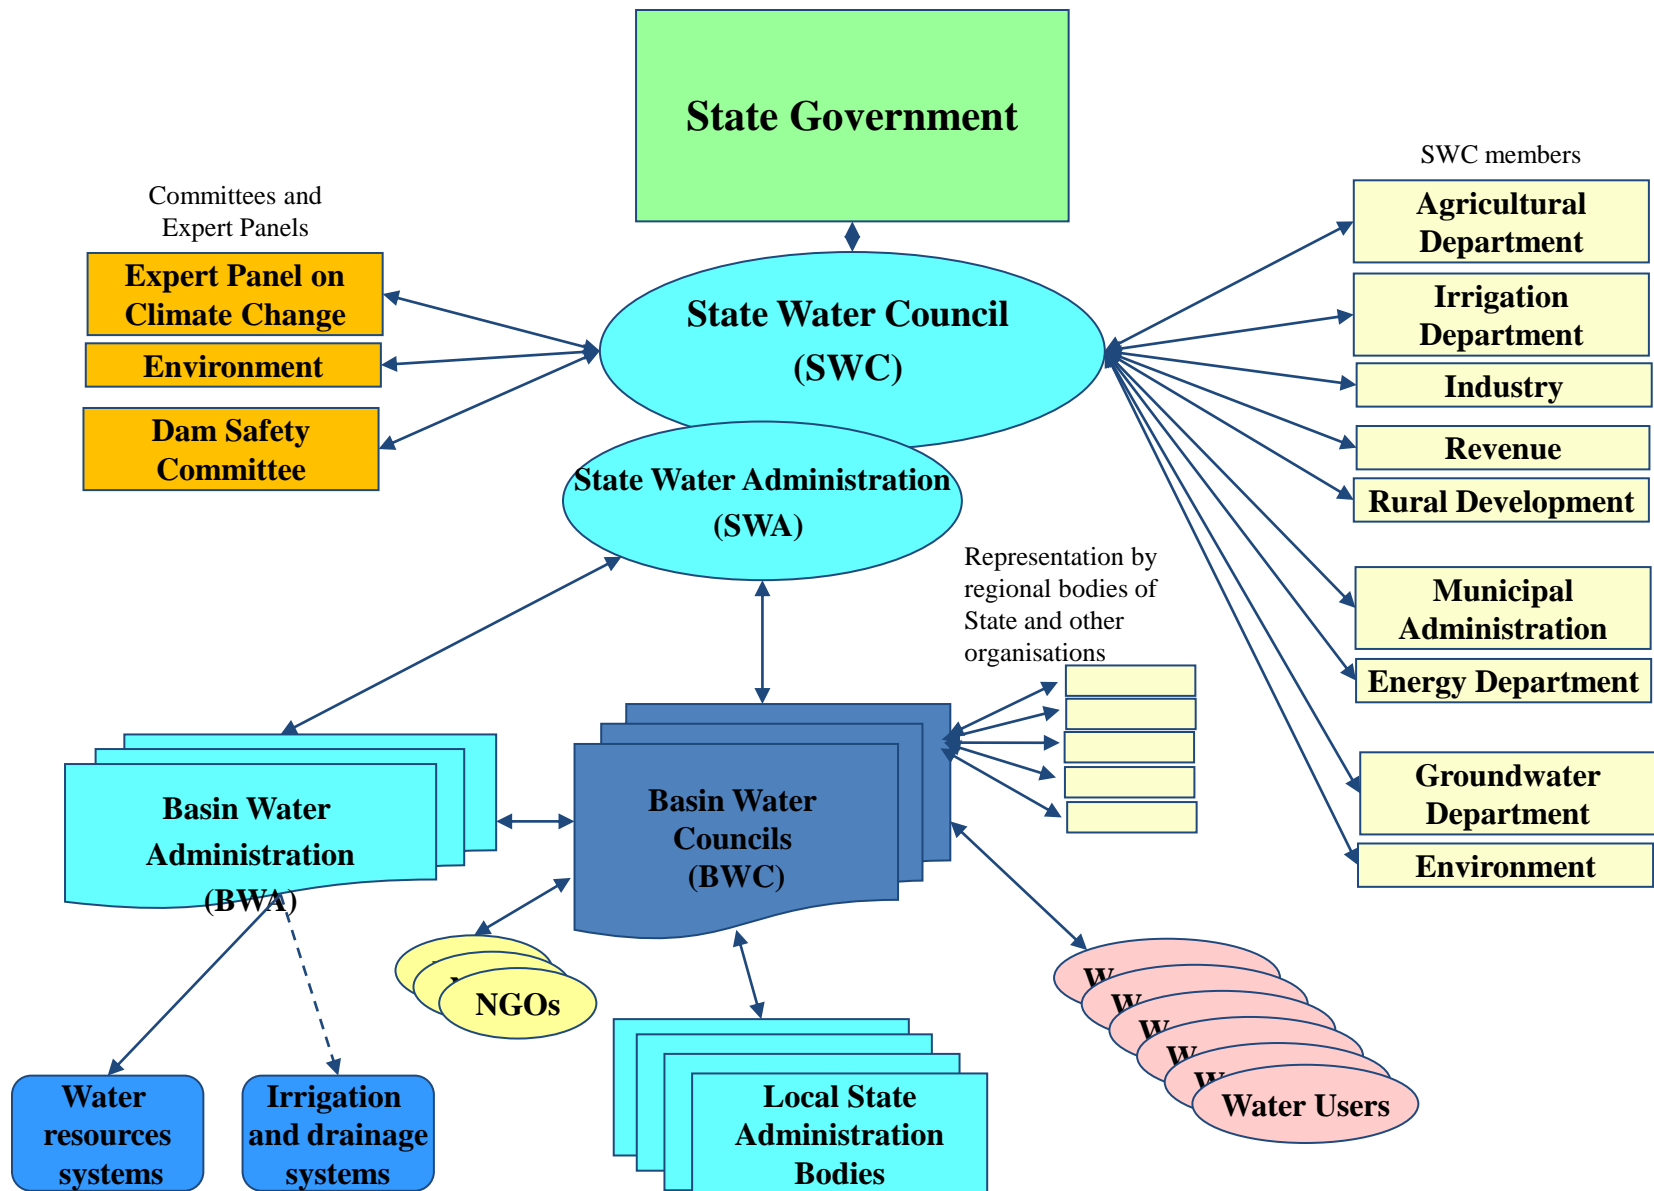 State Government
SWC members
Committees and
Expert Panels
Agricultural
Department
Expert Panel on
Climate Change
Irrigation
Department
State Water Council
(SWC)
Environment
Industry
Dam Safety
Committee
Revenue
State Water Administration
(SWA)
Rural Development
Representation by
regional bodies of
State and other
organisations
Municipal
Administration
Energy Department
Groundwater
Department
Environment
Basin Water
Administration
(BWA)
Basin Water
Councils
(BWC)
NGOs
W
W
W
W
W
Water Users
Water
resources
systems
Irrigation
and drainage
systems
Local State
Administration
Bodies